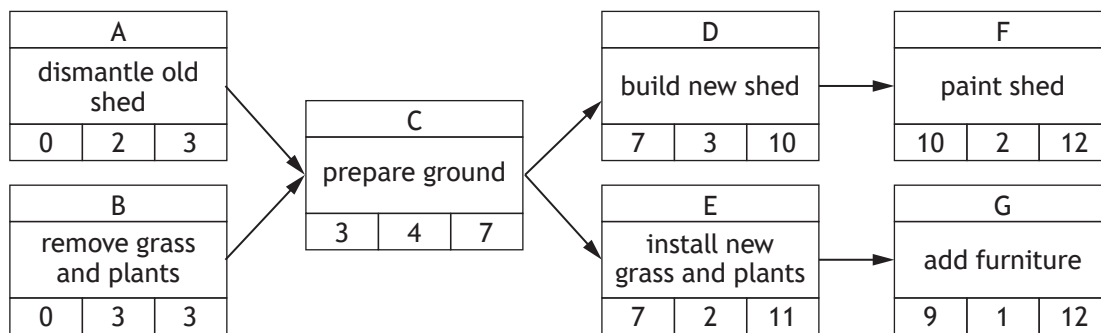 A
dismantle old
shed
0 2 3
B
remove grass
and plants
0 3 3
C
prepare ground
3 4 7
D
build new shed
7 3 10
E
install new
grass and plants
7 2 11
F
paint shed
10 2 12
G
add furniture
9 1 12